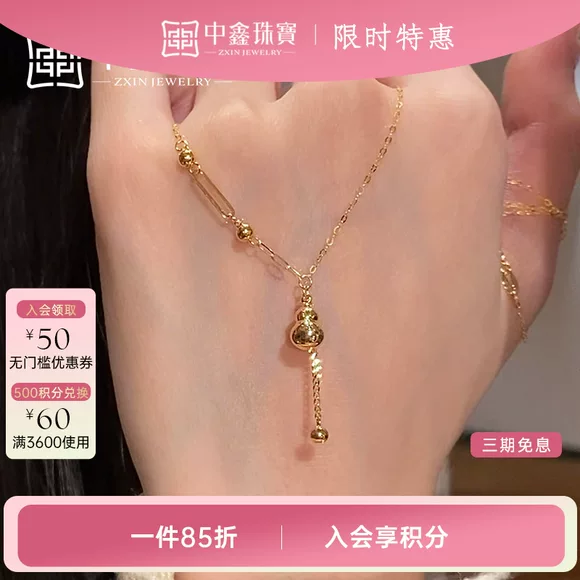 中鑫珠寶 | 限时特惠
ZXIN JEWELRY
ZXIN JEWELRY
入会领取
¥50
无门槛优惠券
500积分兑换
¥60
满3600使用
三期免息
一件85折 | 入会享积分